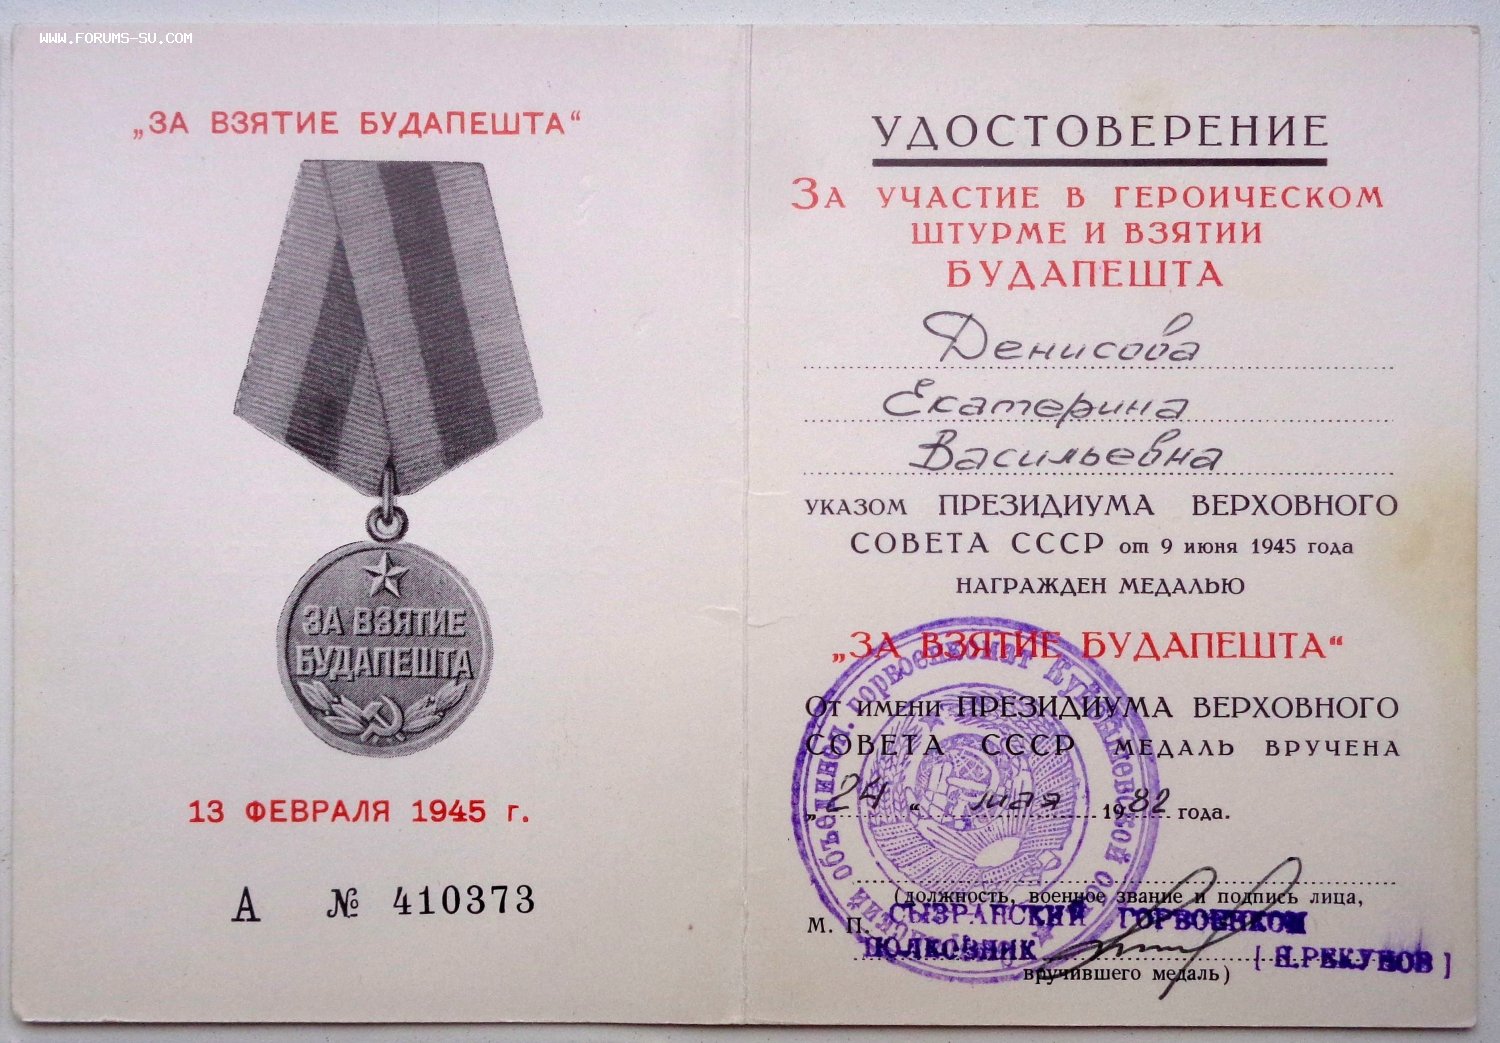 WWW.FORUMS-SU.COM
„ЗА ВЗЯТИЕ БУДАПЕШТА“
ЗА ВЗЯТИЕ
БУДАПЕШТА
13 ФЕВРАЛЯ 1945 г.
А № 410373
УДОСТОВЕРЕНИЕ
ЗА УЧАСТИЕ В ГЕРОИЧЕСКОМ
ШТУРМЕ И ВЗЯТИИ
БУДАПЕШТА
Денисова
Екатерина
Васильевна
УКАЗОМ ПРЕЗИДИУМА ВЕРХОВНОГО
СОВЕТА СССР от 9 июня 1945 года
НАГРАЖДЕН МЕДАЛЬЮ
„ЗА ВЗЯТИЕ БУДАПЕШТА“
ОТ ИМЕНИ ПРЕЗИДИУМА ВЕРХОВНОГО
СОВЕТА СССР МЕДАЛЬ ВРУЧЕНА
„24“ мая 1982 года.
объединен. горвоенкомат Куйбышевской
(должность, военное звание и подпись лица,
СЫЗРАНСКИЙ ГОРВОЕНКОМ
М. П.
ПОЛКОВНИК
вручившего медаль)